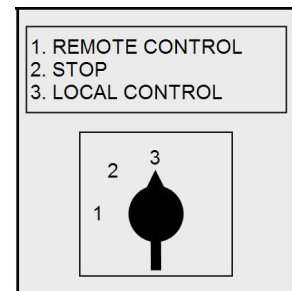 1. REMOTE CONTROL
2. STOP
3. LOCAL CONTROL
3
2
1